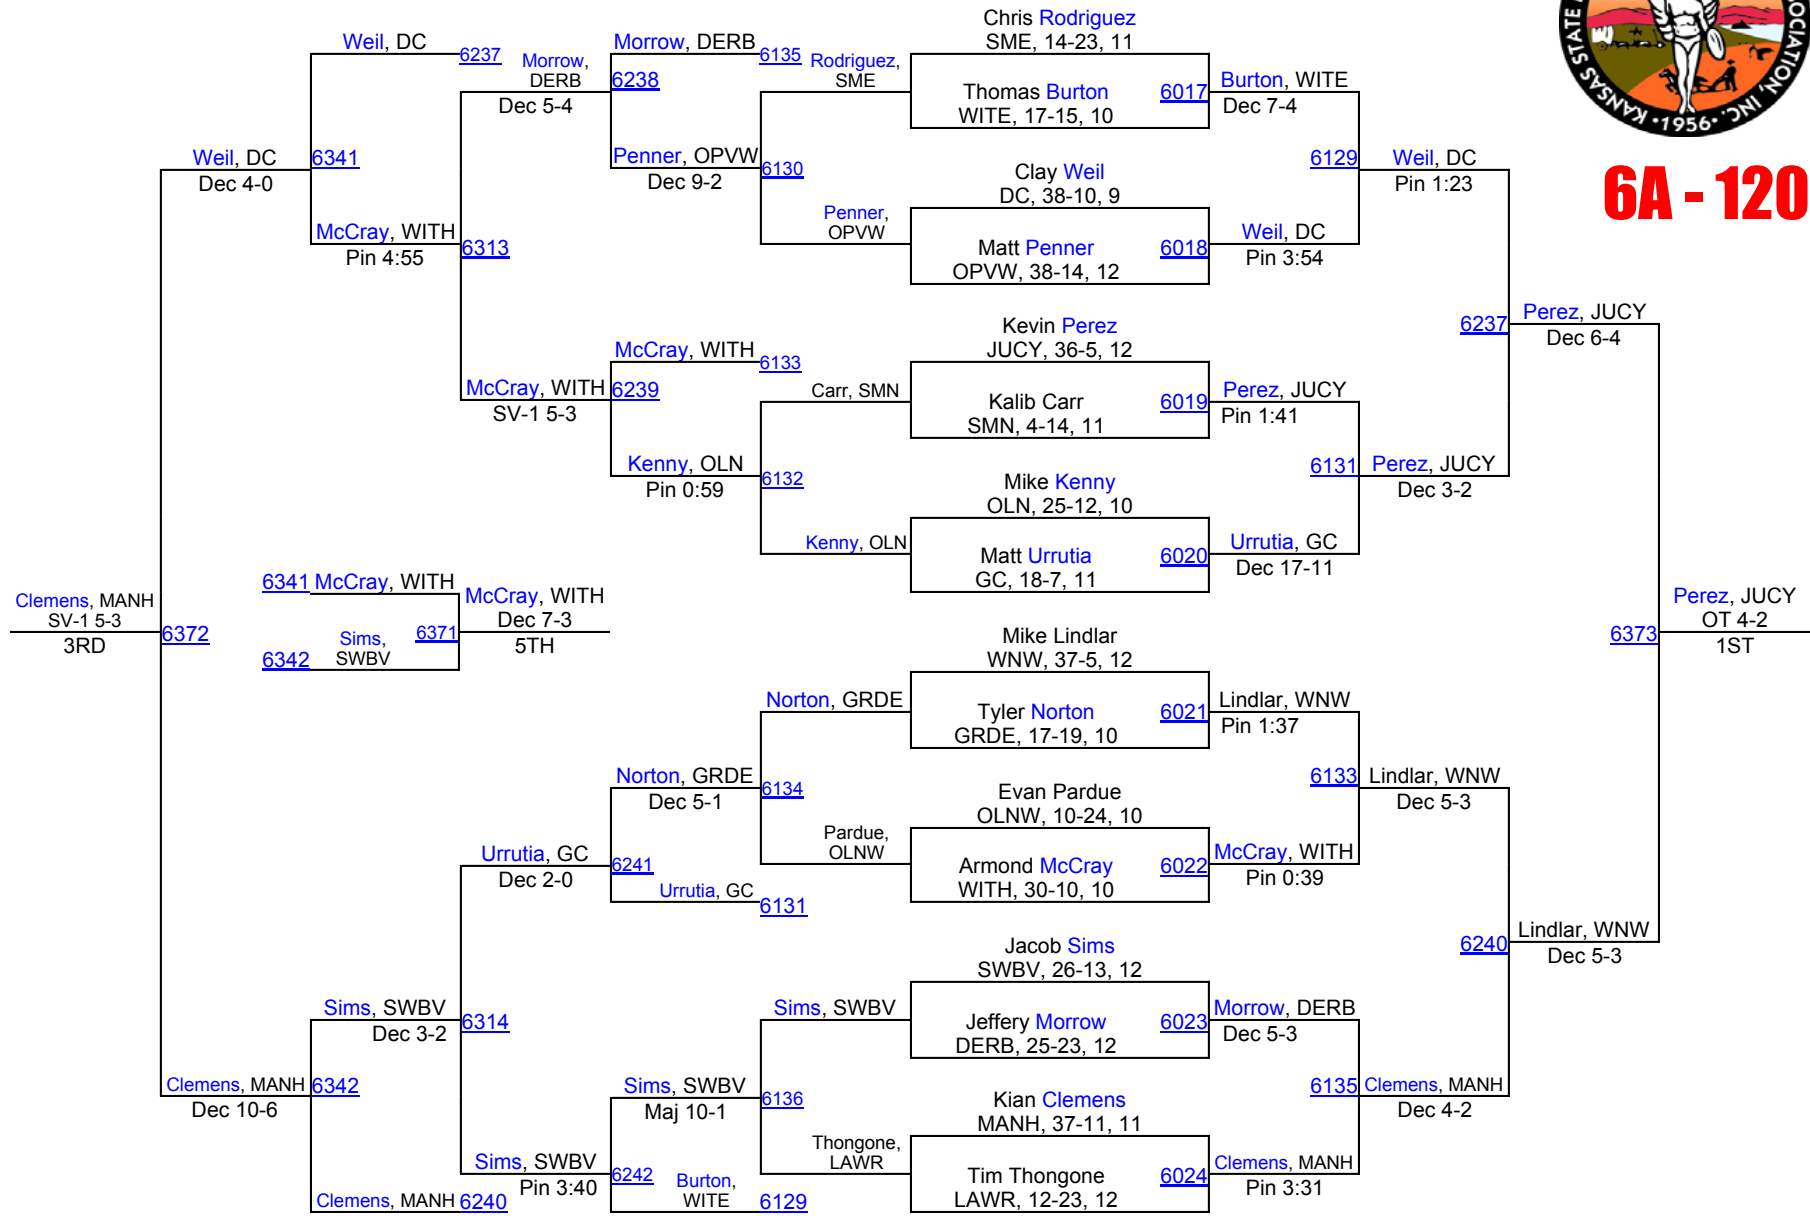 KANSAS STATE A
OCIATION, INC.
·1956·
6A - 120
Chris Rodriguez
SME, 14-23, 11
Thomas Burton
WITE, 17-15, 10
6017
Clay Weil
DC, 38-10, 9
Matt Penner
OPVW, 38-14, 12
6018
Kevin Perez
JUCY, 36-5, 12
Kalib Carr
SMN, 4-14, 11
6019
Mike Kenny
OLN, 25-12, 10
Matt Urrutia
GC, 18-7, 11
6020
Mike Lindlar
WNW, 37-5, 12
Tyler Norton
GRDE, 17-19, 10
6021
Evan Pardue
OLNW, 10-24, 10
Armond McCray
WITH, 30-10, 10
6022
Jacob Sims
SWBV, 26-13, 12
Jeffery Morrow
DERB, 25-23, 12
6023
Kian Clemens
MANH, 37-11, 11
Tim Thongone
LAWR, 12-23, 12
6024
Burton, WITE
Dec 7-4
6129
Weil, DC
Pin 3:54
Perez, JUCY
Pin 1:41
6131
Urrutia, GC
Dec 17-11
Lindlar, WNW
Pin 1:37
6133
McCray, WITH
Pin 0:39
Morrow, DERB
Dec 5-3
6135
Clemens, MANH
Pin 3:31
Weil, DC
Pin 1:23
6237
Perez, JUCY
Dec 3-2
Lindlar, WNW
Dec 5-3
6240
Clemens, MANH
Dec 4-2
Perez, JUCY
Dec 6-4
6373
Lindlar, WNW
Dec 5-3
Perez, JUCY
OT 4-2
1ST
Rodriguez,
SME
6130
Penner,
OPVW
Carr, SMN
6132
Kenny, OLN
Norton, GRDE
6134
Pardue,
OLNW
Sims, SWBV
6136
Thongone,
LAWR
Morrow, DERB
6135
6238
Penner, OPVW
Dec 9-2
McCray, WITH
6133
6239
Kenny, OLN
Pin 0:59
Norton, GRDE
Dec 5-1
6241
Urrutia, GC
6131
Sims, SWBV
Maj 10-1
6242
Burton,
WITE
6129
Morrow,
DERB
Dec 5-4
6313
McCray, WITH
SV-1 5-3
Urrutia, GC
Dec 2-0
6314
Sims, SWBV
Pin 3:40
Weil, DC
6237
6341
McCray, WITH
Pin 4:55
Sims, SWBV
Dec 3-2
6342
Clemens, MANH
6240
Weil, DC
Dec 4-0
6372
Clemens, MANH
Dec 10-6
Clemens, MANH
SV-1 5-3
3RD
6341 McCray, WITH
6342
Sims,
SWBV
6371
McCray, WITH
Dec 7-3
5TH